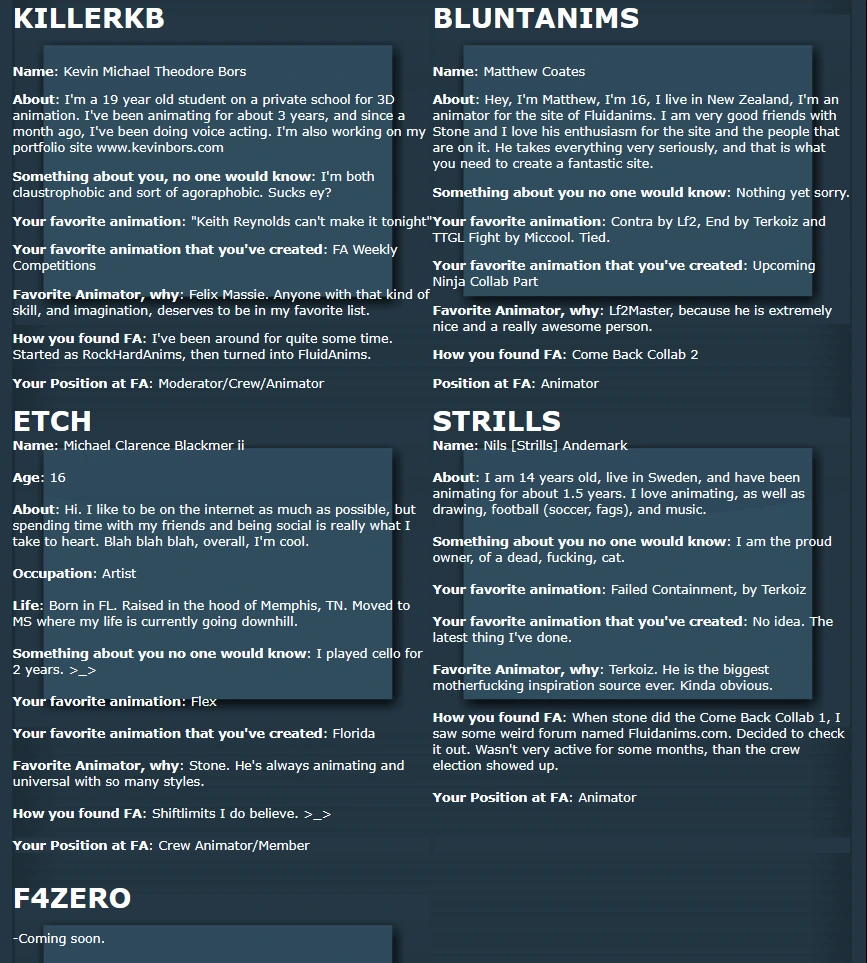 KILLERKB
Name: Kevin Michael Theodore Bors
About: I'm a 19 year old student on a private school for 3D
animation. I've been animating for about 3 years, and since a
month ago, I've been doing voice acting. I'm also working on my
portfolio site www.kevinbors.com
Something about you, no one would know: I'm both
claustrophobic and sort of agoraphobic. Sucks ey?
Your favorite animation: "Keith Reynolds can't make it tonight"
Your favorite animation that you've created: FA Weekly
Competitions
Favorite Animator, why: Felix Massie. Anyone with that kind of
skill, and imagination, deserves to be in my favorite list.
How you found FA: I've been around for quite some time.
Started as RockHardAnims, then turned into FluidAnims.
Your Position at FA: Moderator/Crew/Animator
BLUNTANIMS
Name: Matthew Coates
About: Hey, I'm Matthew, I'm 16, I live in New Zealand, I'm an
animator for the site of Fluidanims. I am very good friends with
Stone and I love his enthusiasm for the site and the people that
are on it. He takes everything very seriously, and that is what
you need to create a fantastic site.
Something about you no one would know: Nothing yet sorry.
Your favorite animation: Contra by Lf2, End by Terkoiz and
TTGL Fight by Miccool. Tied.
Your favorite animation that you've created: Upcoming
Ninja Collab Part
Favorite Animator, why: Lf2Master, because he is extremely
nice and a really awesome person.
How you found FA: Come Back Collab 2
Position at FA: Animator
ETCH
Name: Michael Clarence Blackmer ii
Age: 16
About: Hi. I like to be on the internet as much as possible, but
spending time with my friends and being social is really what I
take to heart. Blah blah blah, overall, I'm cool.
Occupation: Artist
Life: Born in FL. Raised in the hood of Memphis, TN. Moved to
MS where my life is currently going downhill.
Something about you no one would know: I played cello for
2 years. >_>
Your favorite animation: Flex
Your favorite animation that you've created: Florida
Favorite Animator, why: Stone. He's always animating and
universal with so many styles.
How you found FA: Shiftlimits I do believe. >_>
Your Position at FA: Crew Animator/Member
STRILLS
Name: Nils [Strills] Andemark
About: I am 14 years old, live in Sweden, and have been
animating for about 1.5 years. I love animating, as well as
drawing, football (soccer, fags), and music.
Something about you no one would know: I am the proud
owner, of a dead, fucking, cat.
Your favorite animation: Failed Containment, by Terkoiz
Your favorite animation that you've created: No idea. The
latest thing I've done.
Favorite Animator, why: Terkoiz. He is the biggest
motherfucking inspiration source ever. Kinda obvious.
How you found FA: When stone did the Come Back Collab 1, I
saw some weird forum named Fluidanims.com. Decided to check
it out. Wasn't very active for some months, than the crew
election showed up.
Your Position at FA: Animator
F4ZERO
-Coming soon.